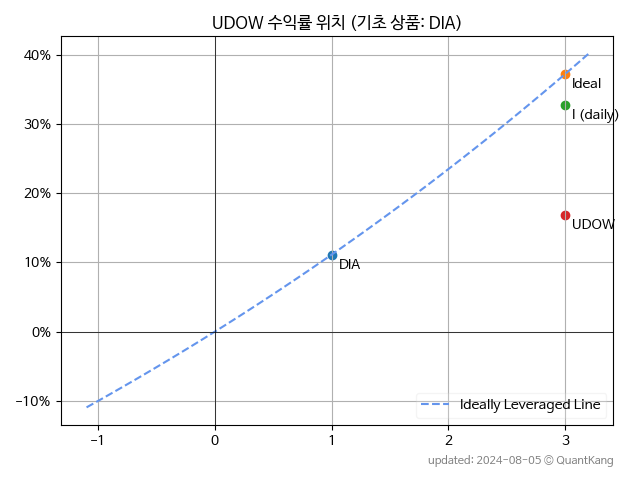 UDOW 수익률 위치 (기초 상품: DIA)
40%
30%
20%
10%
0%
−10%
Ideal
I (daily)
UDOW
DIA
Ideally Leveraged Line
−1
0
1
2
3
updated: 2024-08-05 © QuantKang